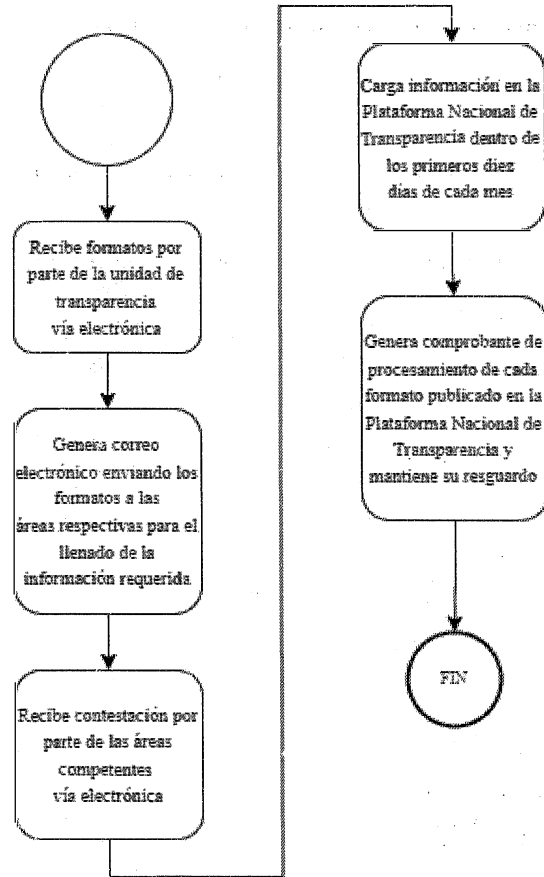 Recibe formatos por
parte de la unidad de
transparencia
vía electrónica
Genera correo
electrónico enviando los
formatos a las
áreas respectivas para el
llenado de la
información requerida
Recibe contestación por
parte de las áreas
competentes
vía electrónica
Carga información en la
Plataforma Nacional de
Transparencia dentro de
los primeros diez
días de cada mes
Genera comprobante de
procesamiento de cada
formato publicado en la
Plataforma Nacional de
Transparencia y
mantiene su resguardo
FIN